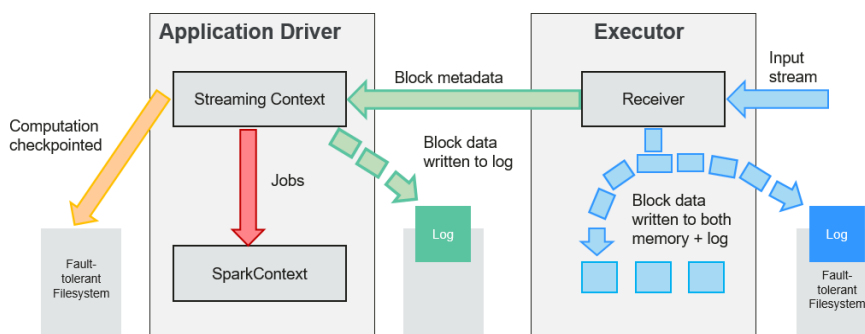 Application Driver
Executor
Streaming Context
Block metadata
Receiver
Input
stream
Computation
checkpointed
Block data
written to log
Jobs
Block data
written to both
memory + log
Log
Log
Fault-
tolerant
Filesystem
SparkContext
Fault-tolerant
Filesystem